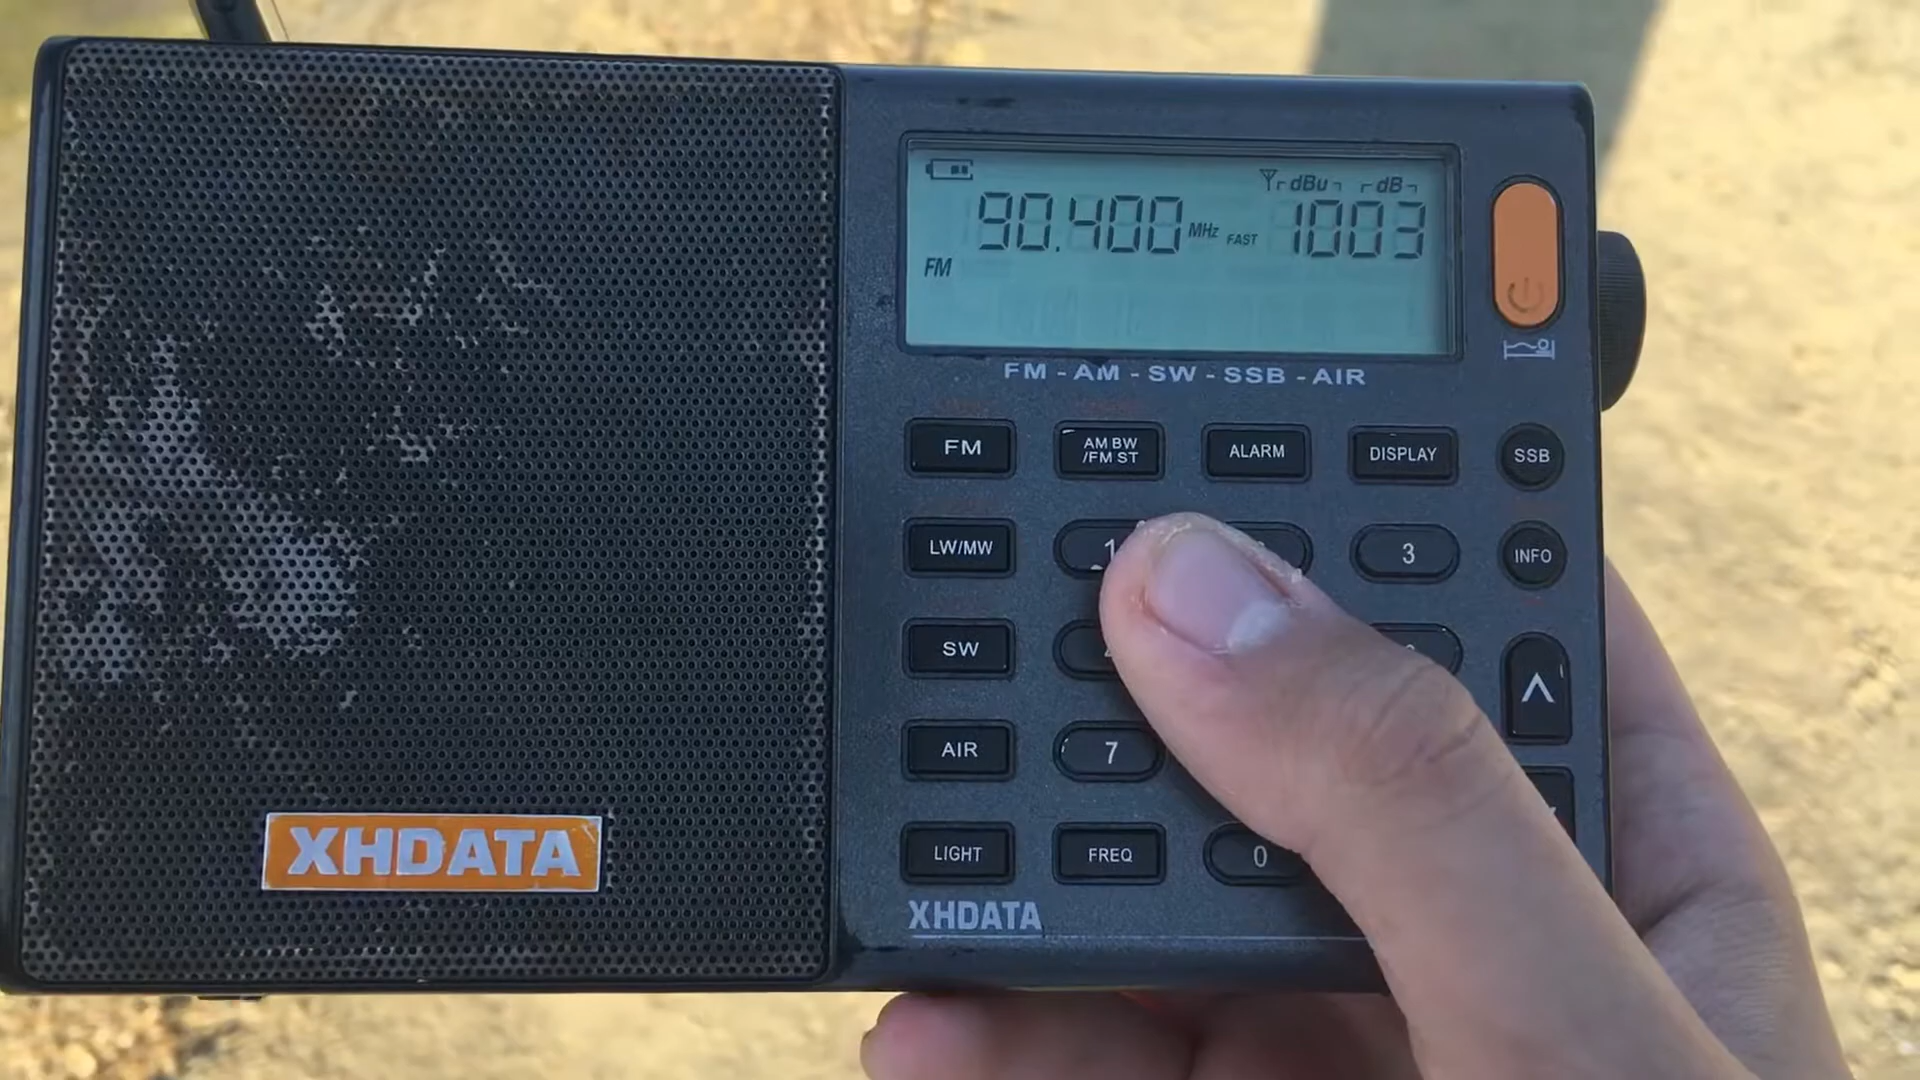 dBu dB
90.400 MHz FAST 1003
FM
FM - AM - SW - SSB - AIR
FM AM BW /FM ST ALARM DISPLAY SSB
LW/MW 1 3 INFO
SW
AIR 7
XHDATA
LIGHT FREQ 0
XHDATA